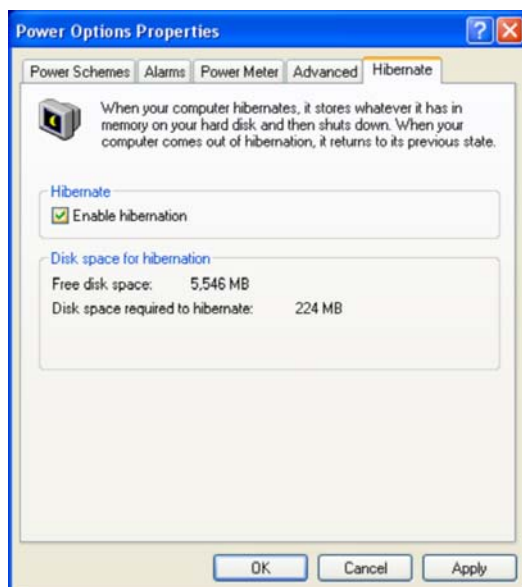 Power Options Properties
Power Schemes Alarms Power Meter Advanced Hibernate
When your computer hibernates, it stores whatever it has in
memory on your hard disk and then shuts down. When your
computer comes out of hibernation, it returns to its previous state.
Hibernate
Enable hibernation
Disk space for hibernation
Free disk space: 5,546 MB
Disk space required to hibernate: 224 MB
OK Cancel Apply